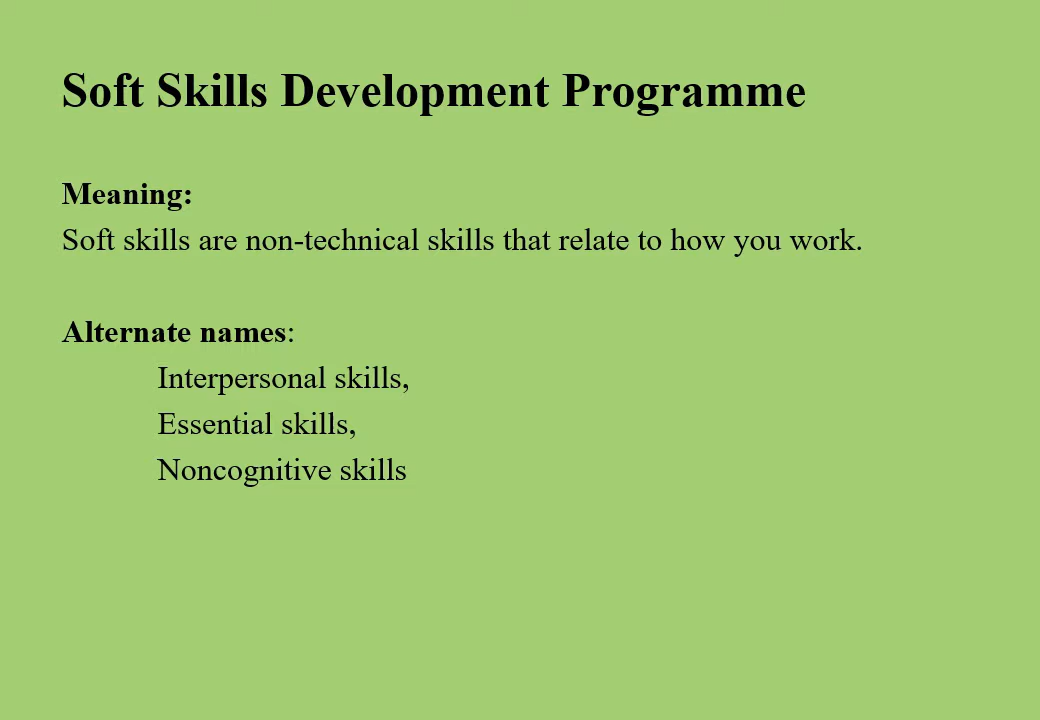 Soft Skills Development Programme
Meaning:
Soft skills are non-technical skills that relate to how you work.
Alternate names:
Interpersonal skills,
Essential skills,
Noncognitive skills